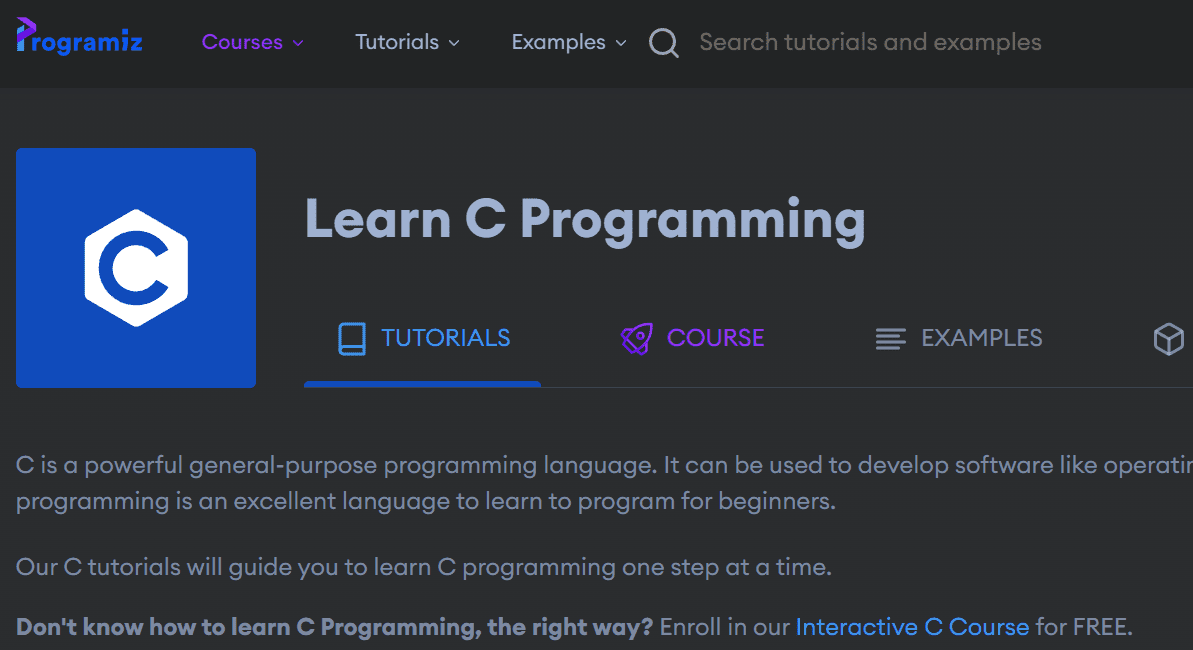 Programiz Courses Tutorials Examples Search tutorials and examples
C
Learn C Programming
TUTORIALS COURSE EXAMPLES
C is a powerful general-purpose programming language. It can be used to develop software like
programming is an excellent language to learn to program for beginners.
Our C tutorials will guide you to learn C programming one step at a time.
Don't know how to learn C Programming, the right way? Enroll in our Interactive C Course for FREE.